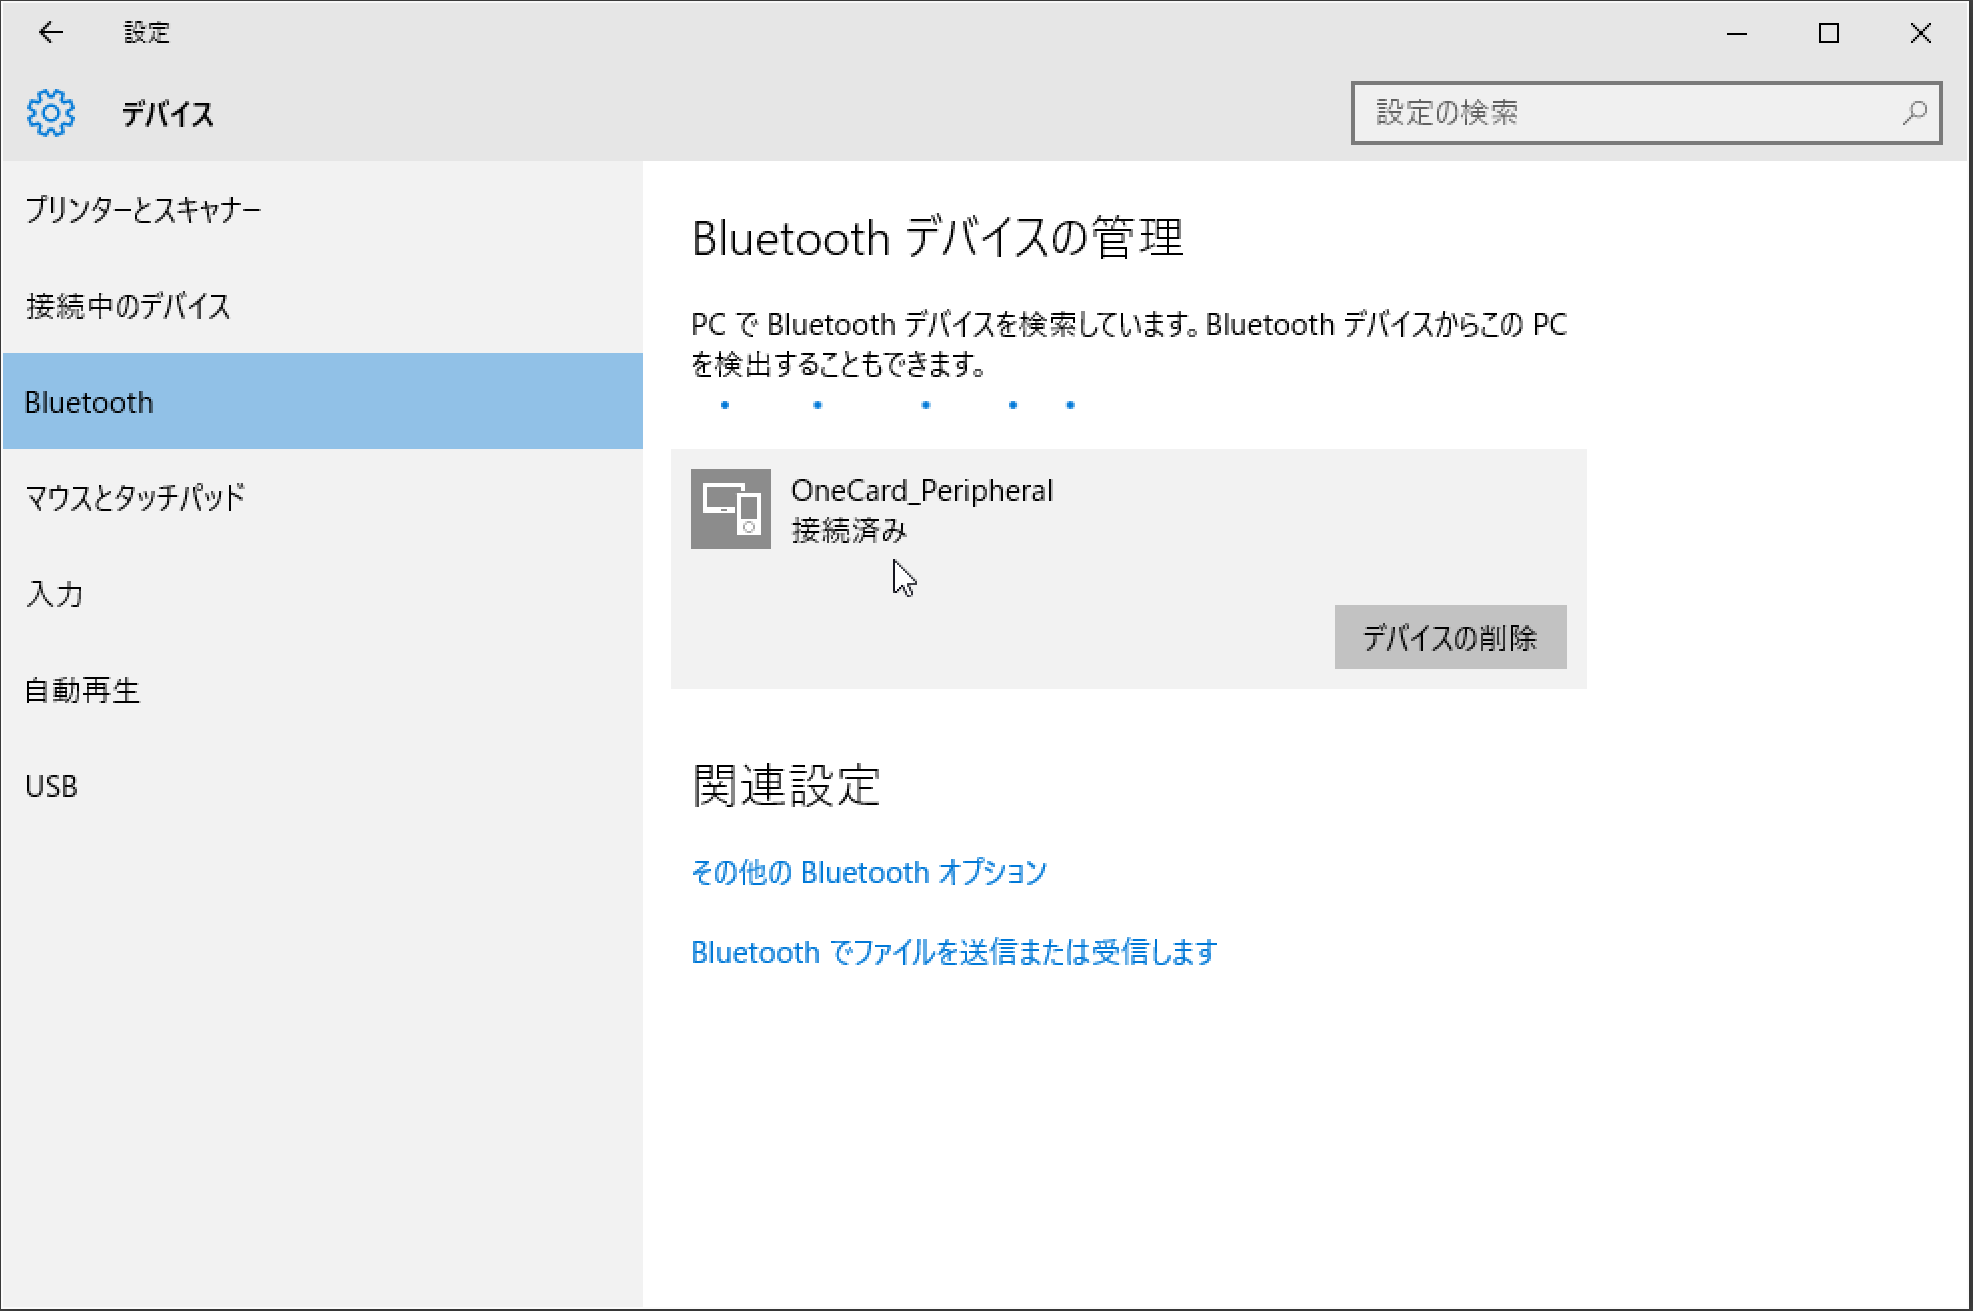 設定
デバイス
設定の検索
プリンターとスキャナー
接続中のデバイス
Bluetooth
マウスとタッチパッド
入力
自動再生
USB
Bluetooth デバイスの管理
PC で Bluetooth デバイスを検索しています。Bluetooth デバイスからこの PC
を検出することもできます。
OneCard_Peripheral
接続済み
デバイスの削除
関連設定
その他の Bluetooth オプション
Bluetooth でファイルを送信または受信します